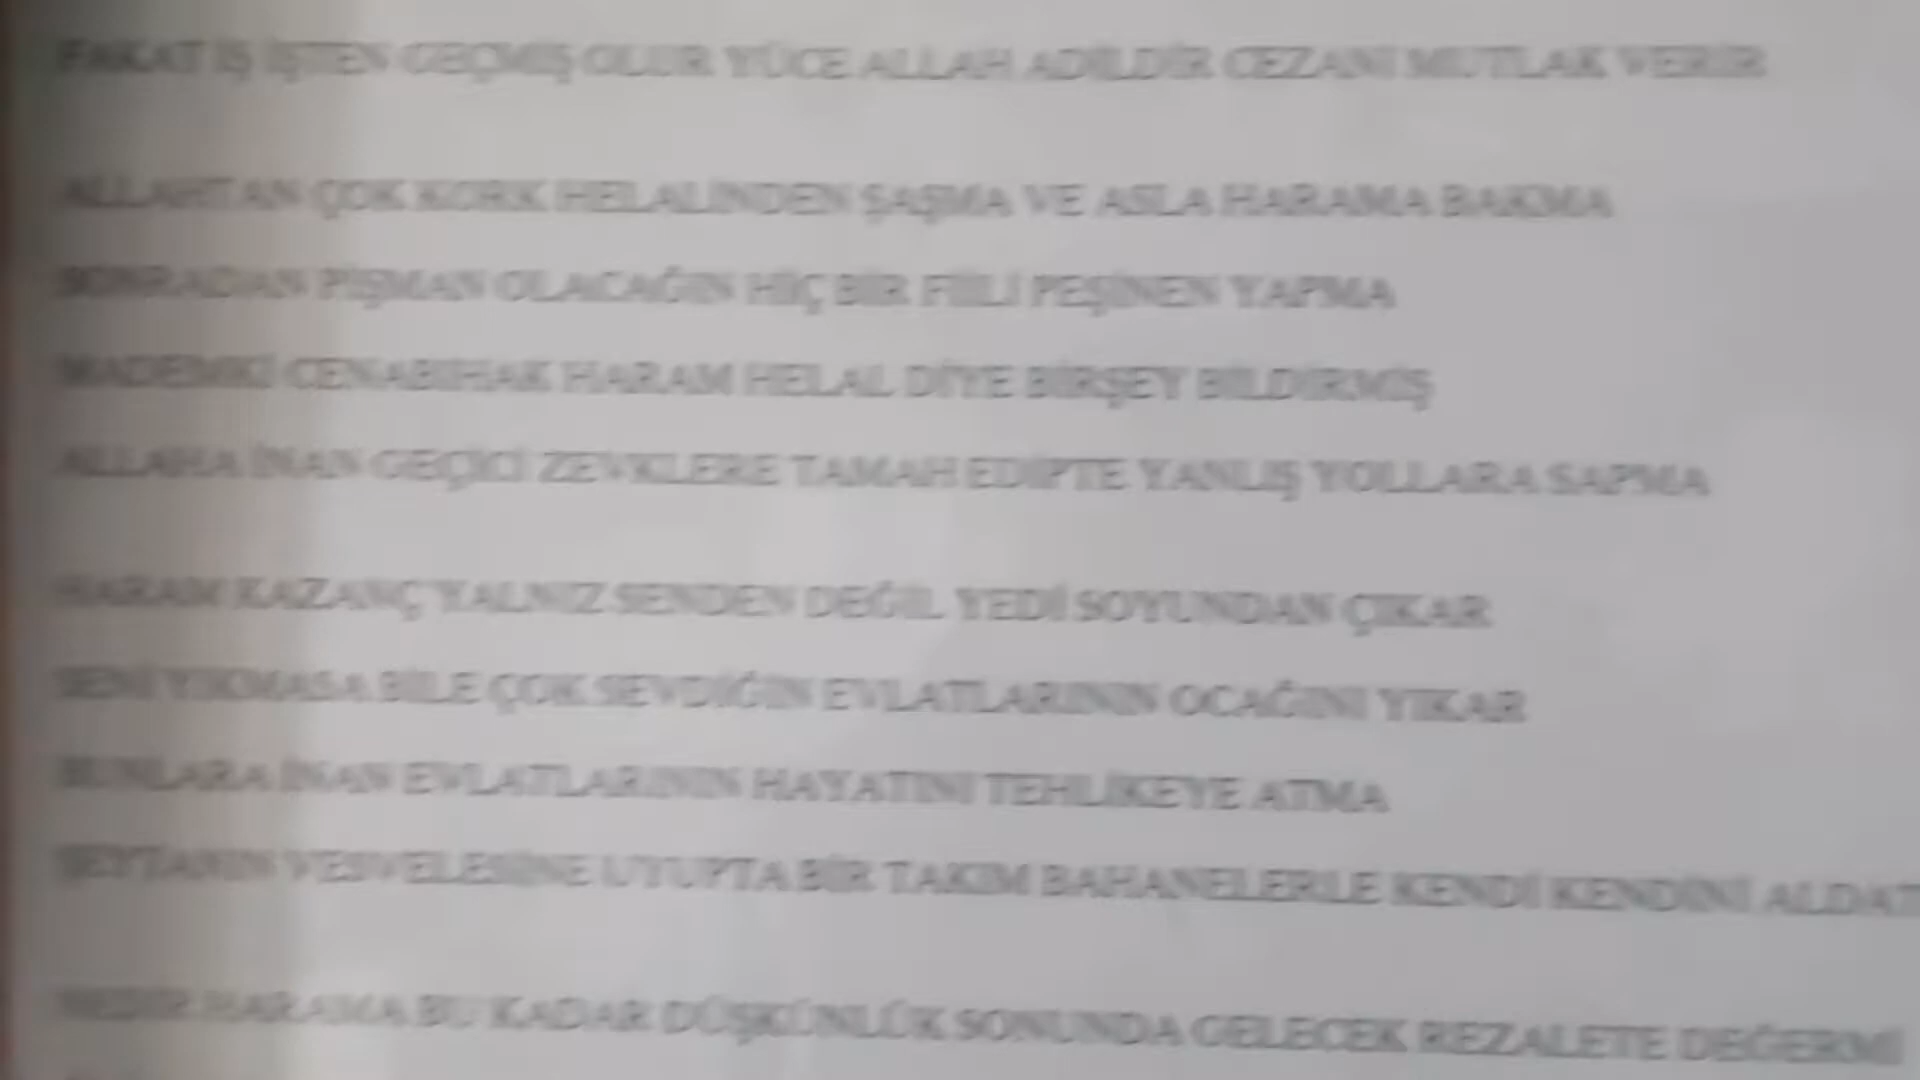 FAKAT İŞ İŞTEN GEÇMİŞ OLUR YÜCE ALLAH ADİLDİR CEZANI MUTLAK VERİR
ALLAHTAN ÇOK KORK HELALİNDEN ŞAŞMA VE ASLA HARAMA BAKMA
SONRADAN PİŞMAN OLACAĞIN HİÇ BİR FİİLİ PEŞİNEN YAPMA
MADEMKİ CENABIHAK HARAM HELAL DİYE BİRŞEY BİLDİRMİŞ
ALLAHA İNAN GEÇİCİ ZEVKLERE TAMAH EDİPTE YANLIŞ YOLLARA SAPMA
HARAM KAZANÇ YALNIZ SENDEN DEĞİL YEDİ SOYUNDAN ÇIKAR
SENİ YIKMASA BİLE ÇOK SEVDİĞİN EVLATLARININ OCAĞINI YIKAR
BUNLARA İNAN EVLATLARININ HAYATINI TEHLİKEYE ATMA
ŞEYTANIN VESVELESİNE UYUPTA BİR TAKIM BAHANELERLE KENDİ KENDİNİ ALDAT
NEDİR HARAMA BU KADAR DÜŞKÜNLÜK SONUNDA GELECEK REZALETE DEĞERMİ